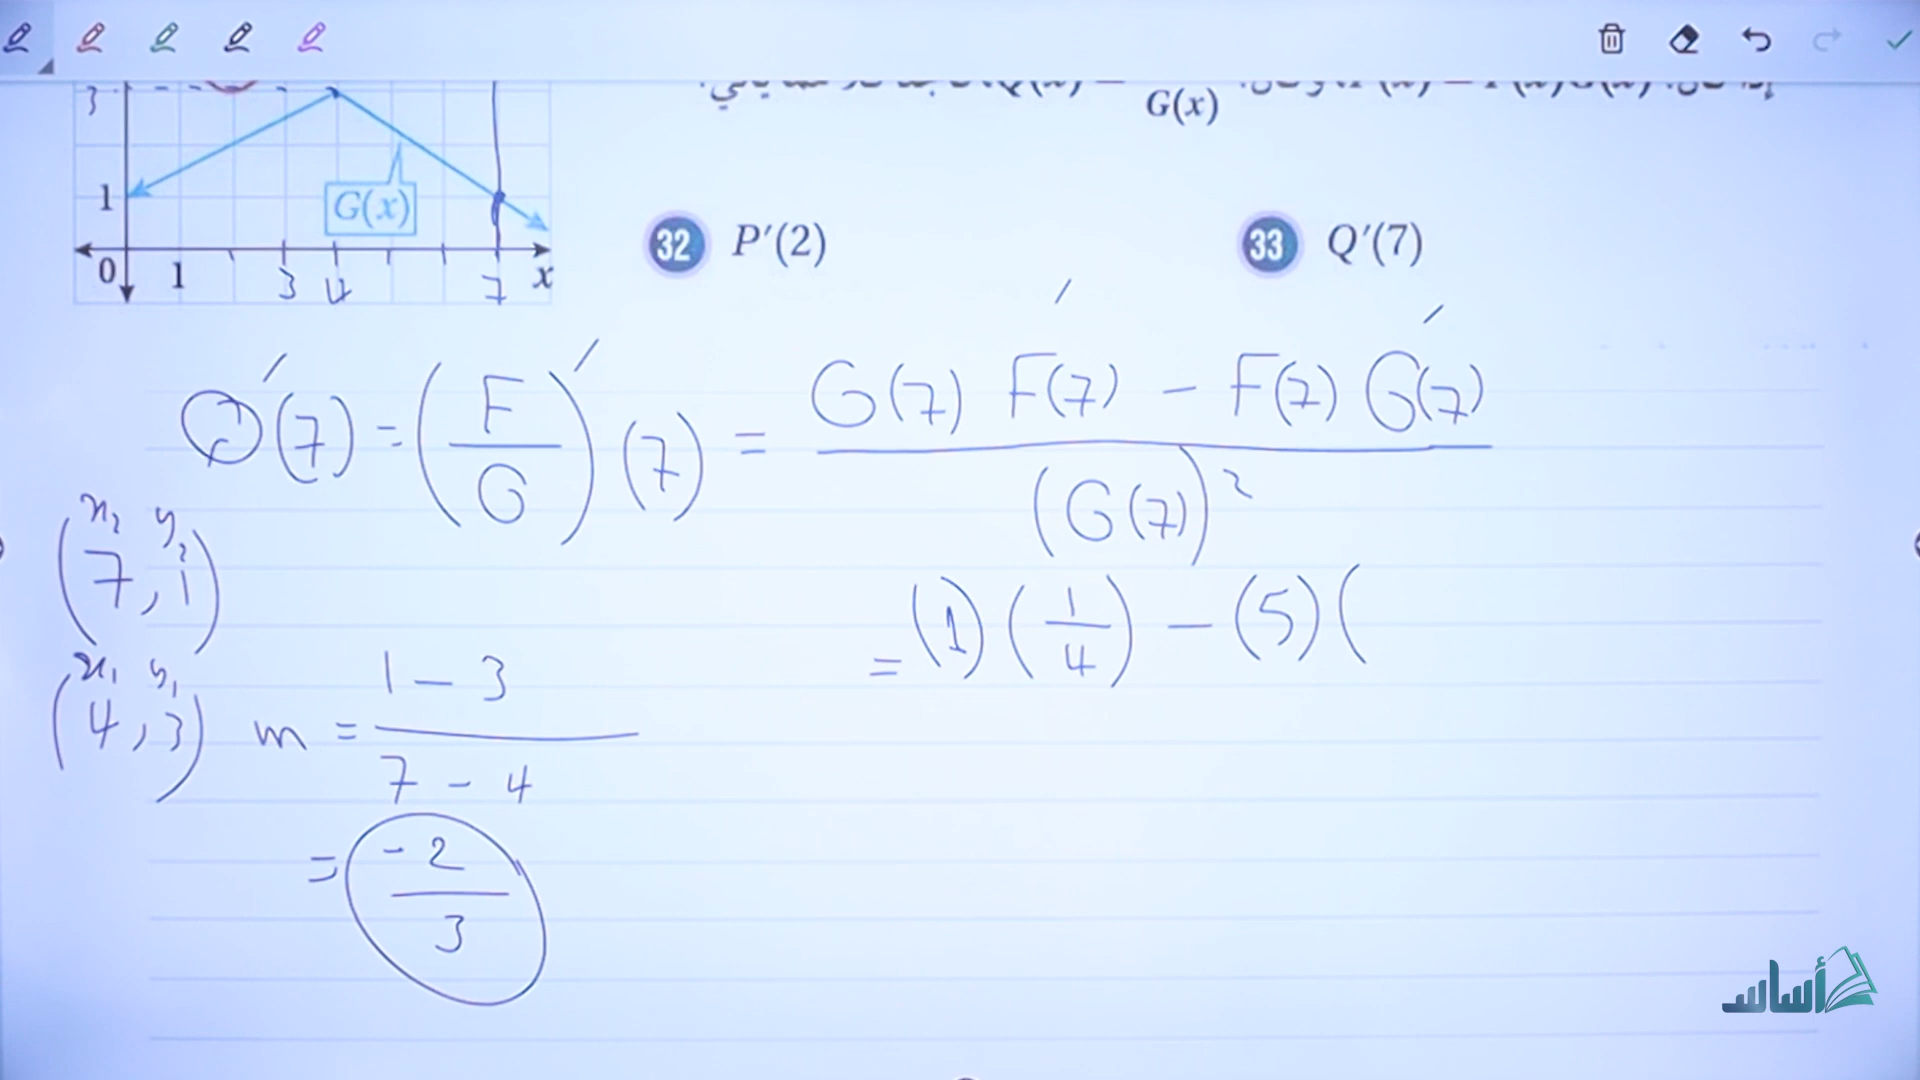 3
G(x)
1
G(x)
32 P′(2)
33 Q′(7)
0 1 3 4 7 x
Q′(7) = (F/G)′(7) = (G(7) F′(7) − F(7) G′(7)) / (G(7))²
x₂ y₂
(7, 1)
= (1)(1/4) − (5)(
x₁ y₁
(4, 3)
m = (1 − 3)/(7 − 4)
= −2/3
أساس